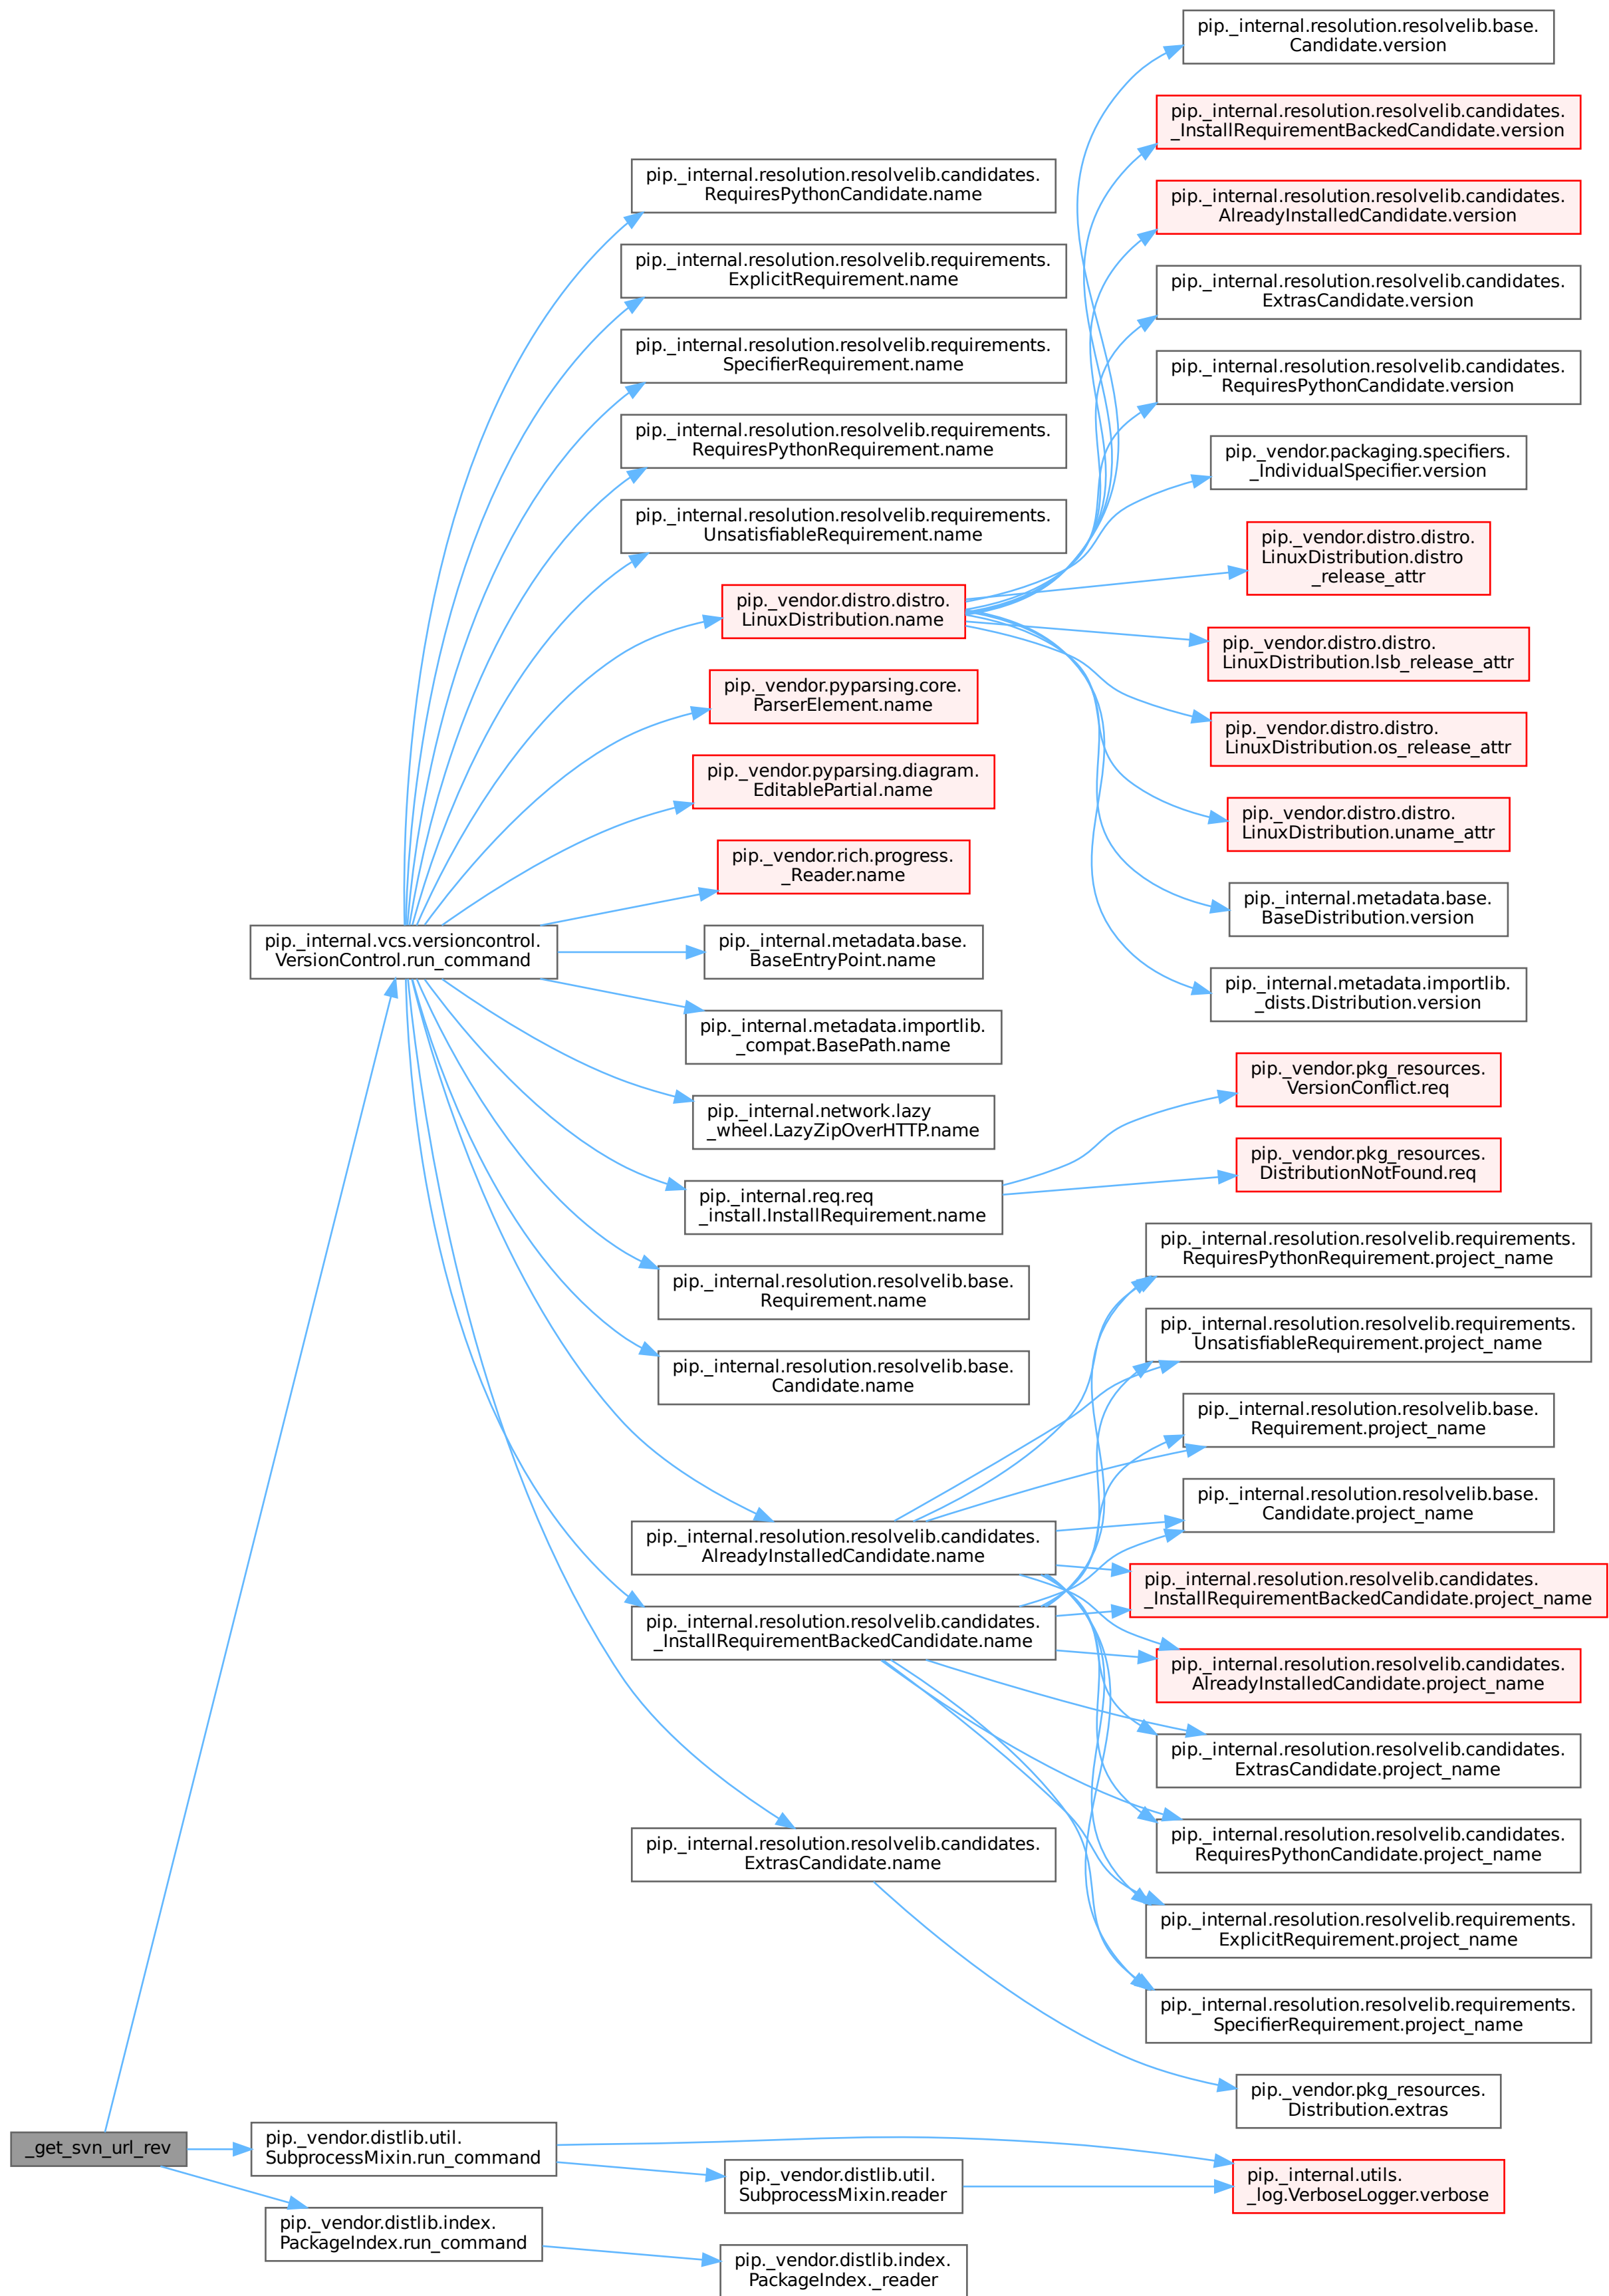 pip._internal.resolution.resolvelib.base.
Candidate.version
pip._internal.resolution.resolvelib.candidates.
_InstallRequirementBackedCandidate.version
pip._internal.resolution.resolvelib.candidates.
RequiresPythonCandidate.name
pip._internal.resolution.resolvelib.candidates.
AlreadyInstalledCandidate.version
pip._internal.resolution.resolvelib.requirements.
ExplicitRequirement.name
pip._internal.resolution.resolvelib.candidates.
ExtrasCandidate.version
pip._internal.resolution.resolvelib.requirements.
SpecifierRequirement.name
pip._internal.resolution.resolvelib.candidates.
RequiresPythonCandidate.version
pip._internal.resolution.resolvelib.requirements.
RequiresPythonRequirement.name
pip._vendor.packaging.specifiers.
_IndividualSpecifier.version
pip._internal.resolution.resolvelib.requirements.
UnsatisfiableRequirement.name
pip._vendor.distro.distro.
LinuxDistribution.distro
_release_attr
pip._vendor.distro.distro.
LinuxDistribution.name
pip._vendor.distro.distro.
LinuxDistribution.lsb_release_attr
pip._vendor.pyparsing.core.
ParserElement.name
pip._vendor.distro.distro.
LinuxDistribution.os_release_attr
pip._vendor.pyparsing.diagram.
EditablePartial.name
pip._vendor.distro.distro.
LinuxDistribution.uname_attr
pip._vendor.rich.progress.
_Reader.name
pip._internal.metadata.base.
BaseDistribution.version
pip._internal.vcs.versioncontrol.
VersionControl.run_command
pip._internal.metadata.base.
BaseEntryPoint.name
pip._internal.metadata.importlib.
_dists.Distribution.version
pip._internal.metadata.importlib.
_compat.BasePath.name
pip._vendor.pkg_resources.
VersionConflict.req
pip._internal.network.lazy
_wheel.LazyZipOverHTTP.name
pip._vendor.pkg_resources.
DistributionNotFound.req
pip._internal.req.req
_install.InstallRequirement.name
pip._internal.resolution.resolvelib.requirements.
RequiresPythonRequirement.project_name
pip._internal.resolution.resolvelib.base.
Requirement.name
pip._internal.resolution.resolvelib.requirements.
UnsatisfiableRequirement.project_name
pip._internal.resolution.resolvelib.base.
Candidate.name
pip._internal.resolution.resolvelib.base.
Requirement.project_name
pip._internal.resolution.resolvelib.base.
Candidate.project_name
pip._internal.resolution.resolvelib.candidates.
AlreadyInstalledCandidate.name
pip._internal.resolution.resolvelib.candidates.
_InstallRequirementBackedCandidate.project_name
pip._internal.resolution.resolvelib.candidates.
_InstallRequirementBackedCandidate.name
pip._internal.resolution.resolvelib.candidates.
AlreadyInstalledCandidate.project_name
pip._internal.resolution.resolvelib.candidates.
ExtrasCandidate.project_name
pip._internal.resolution.resolvelib.candidates.
RequiresPythonCandidate.project_name
pip._internal.resolution.resolvelib.candidates.
ExtrasCandidate.name
pip._internal.resolution.resolvelib.requirements.
ExplicitRequirement.project_name
pip._internal.resolution.resolvelib.requirements.
SpecifierRequirement.project_name
pip._vendor.pkg_resources.
Distribution.extras
_get_svn_url_rev
pip._vendor.distlib.util.
SubprocessMixin.run_command
pip._vendor.distlib.util.
SubprocessMixin.reader
pip._internal.utils.
_log.VerboseLogger.verbose
pip._vendor.distlib.index.
PackageIndex.run_command
pip._vendor.distlib.index.
PackageIndex._reader